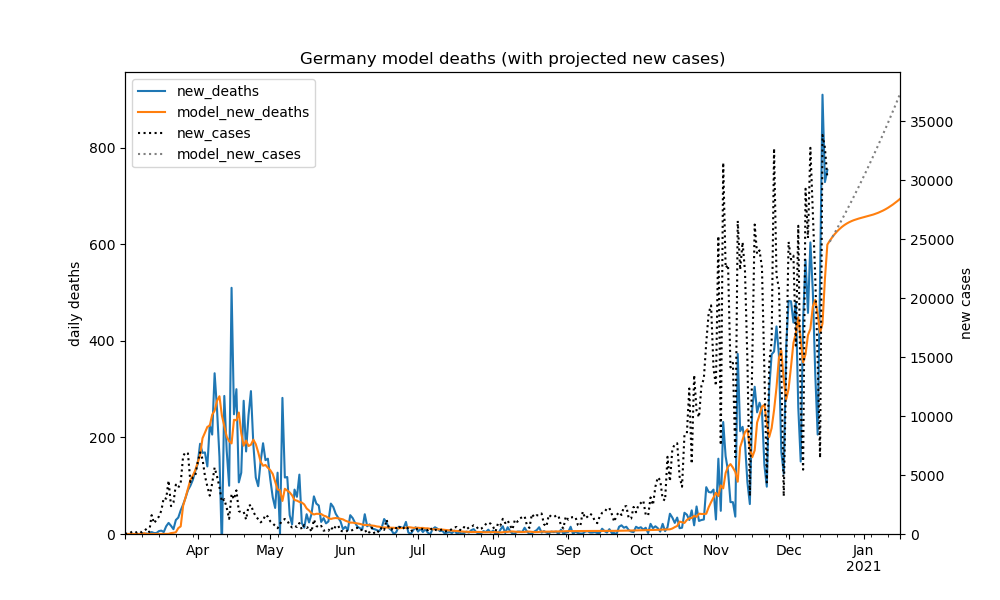 Germany model deaths (with projected new cases)
new_deaths
model_new_deaths
new_cases
model_new_cases
daily deaths
800
600
400
200
0
35000
30000
25000
20000
15000
10000
5000
0
new cases
Apr May Jun Jul Aug Sep Oct Nov Dec Jan
2021